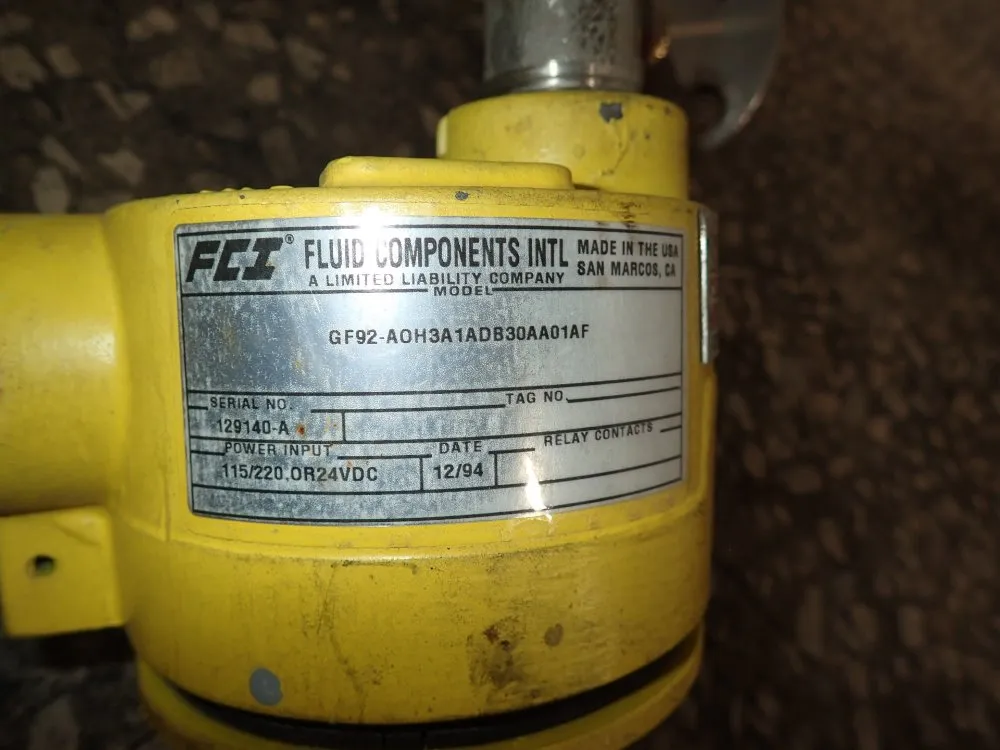 FCI® FLUID COMPONENTS INTL MADE IN THE USA
A LIMITED LIABILITY COMPANY SAN MARCOS, CA
MODEL
GF92-AOH3A1ADB30AA01AF
SERIAL NO. TAG NO.
129140-A
POWER INPUT DATE RELAY CONTACTS
115/220.OR24VDC 12/94